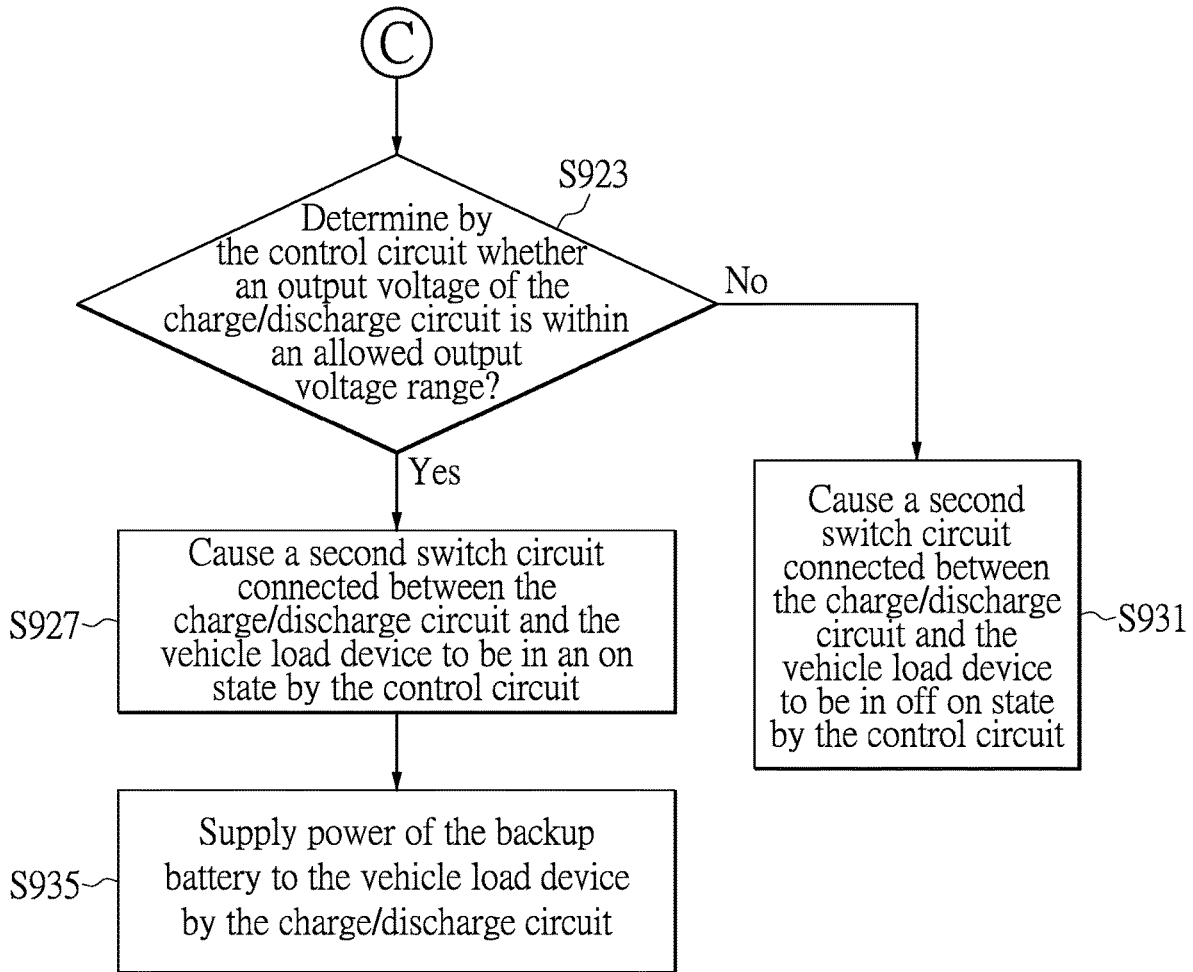 C
S923
Determine by
the control circuit whether
an output voltage of the
charge/discharge circuit is within
an allowed output
voltage range?
No
Yes
S927
Cause a second switch circuit
connected between the
charge/discharge circuit and the
vehicle load device to be in an on
state by the control circuit
Cause a second
switch circuit
connected between
the charge/discharge
circuit and the
vehicle load device
to be in off on state
by the control circuit
S931
S935
Supply power of the backup
battery to the vehicle load device
by the charge/discharge circuit